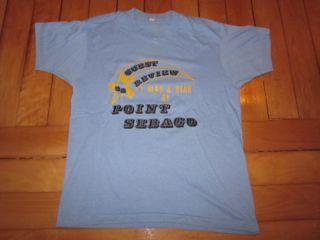 GUEST
REVIEW
I WAS A STAR
AT
POINT
SEBAGO